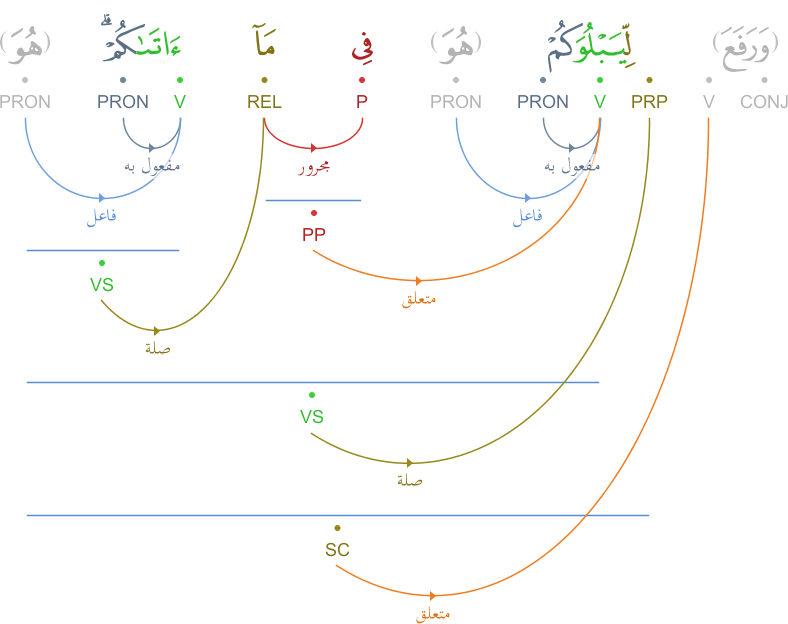 (وَرَفَعَ) لِّيَبْلُوَكُمْ (هُوَ) فِي مَآ ءَاتَىٰكُمْ ۗ (هُوَ)
CONJ V PRP V PRON PRON P REL V PRON PRON
مفعول به مجرور مفعول به
فاعل فاعل
PP
VS
متعلق
صلة
VS
صلة
SC
متعلق